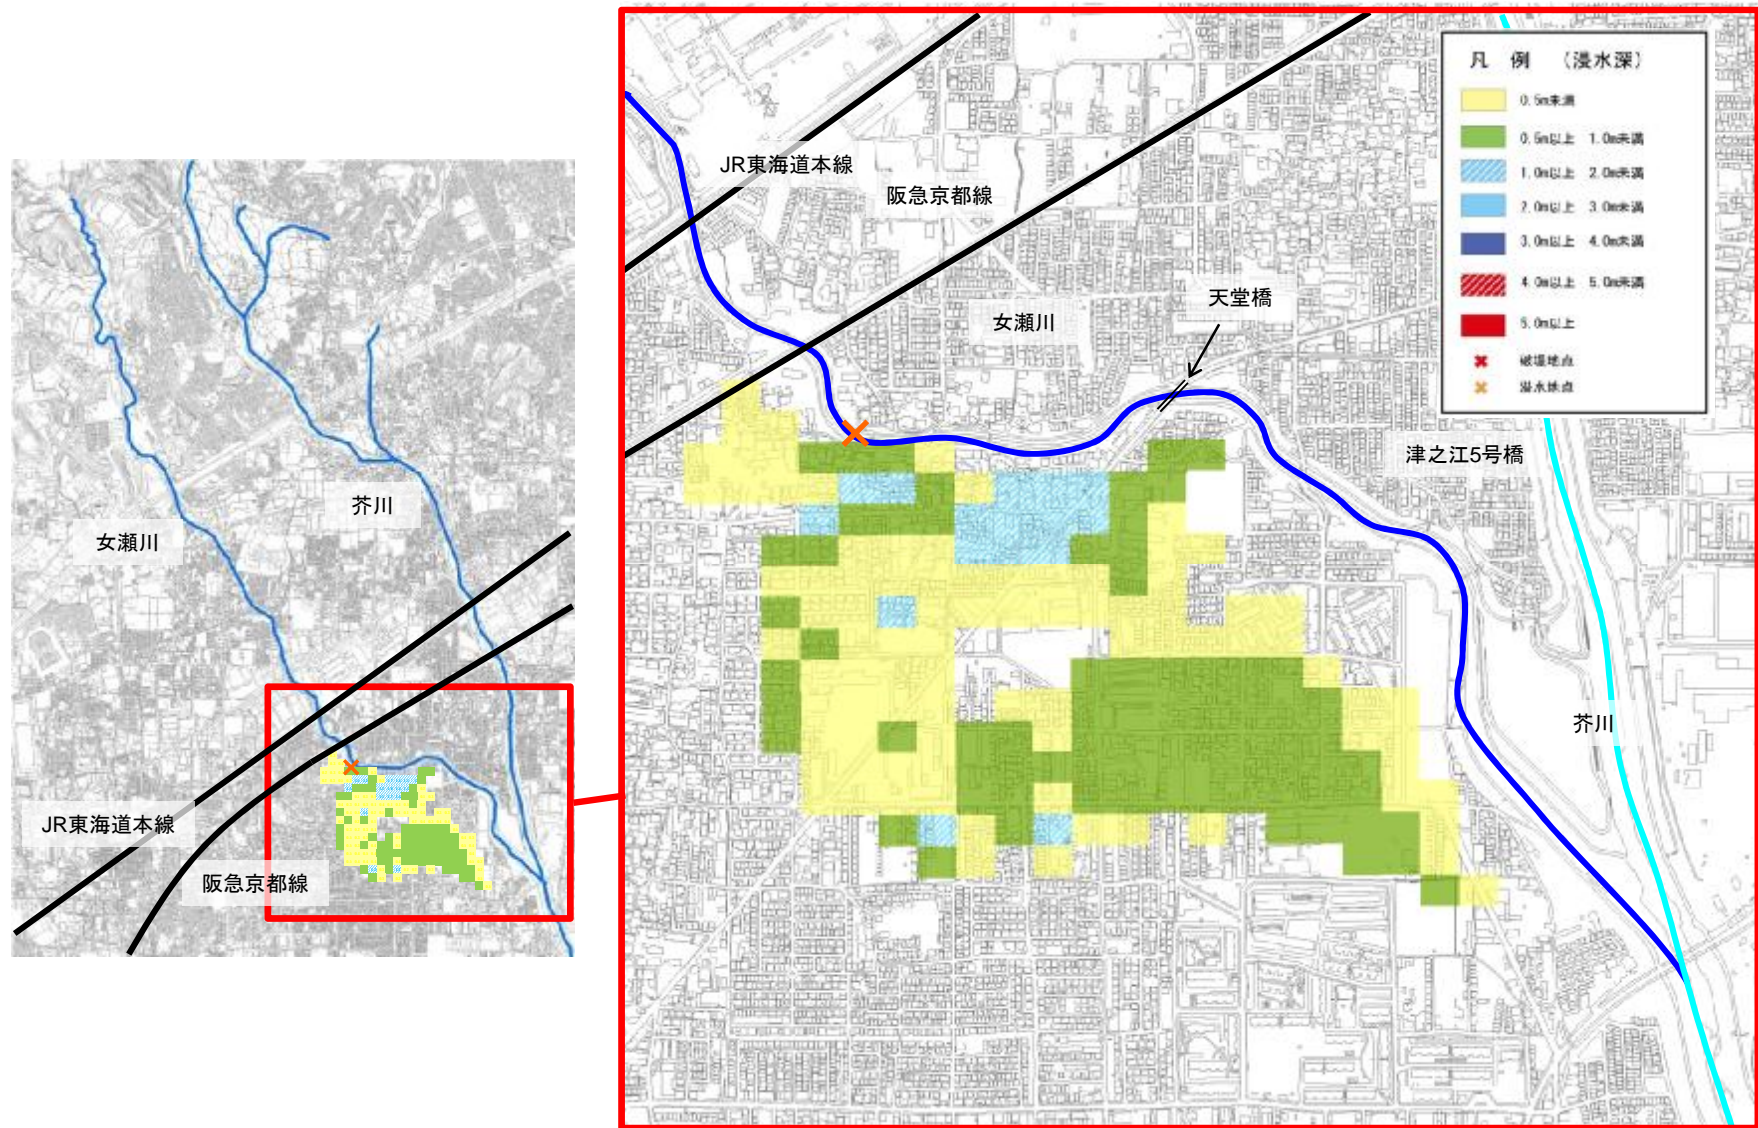 芥川
女瀬川
JR東海道本線
阪急京都線
JR東海道本線
阪急京都線
女瀬川
天堂橋
津之江5号橋
芥川
凡 例 (浸水深)
0.5m未満
0.5m以上 1.0m未満
1.0m以上 2.0m未満
2.0m以上 3.0m未満
3.0m以上 4.0m未満
4.0m以上 5.0m未満
5.0m以上
破堤地点
溢水地点